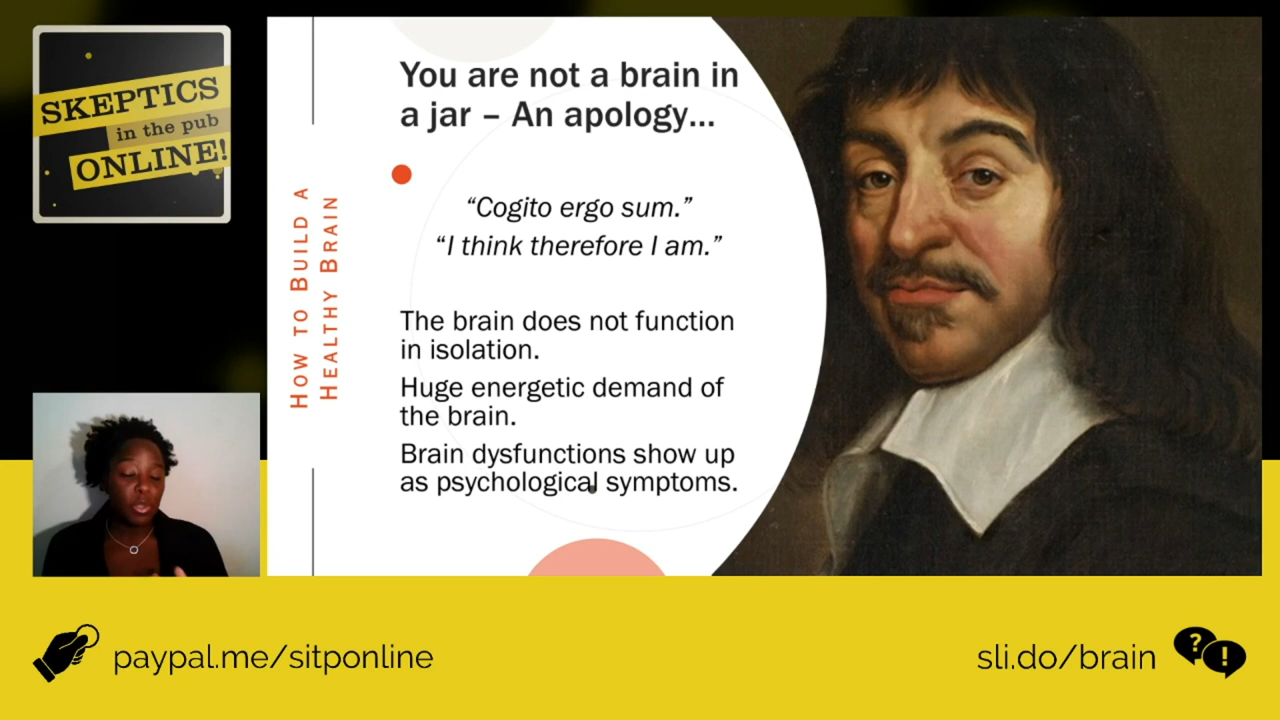 SKEPTICS
in the pub
ONLINE!
HOW TO BUILD A
HEALTHY BRAIN
You are not a brain in
a jar – An apology...
“Cogito ergo sum.”
“I think therefore I am.”
The brain does not function
in isolation.
Huge energetic demand of
the brain.
Brain dysfunctions show up
as psychological symptoms.
paypal.me/sitponline
sli.do/brain
? !